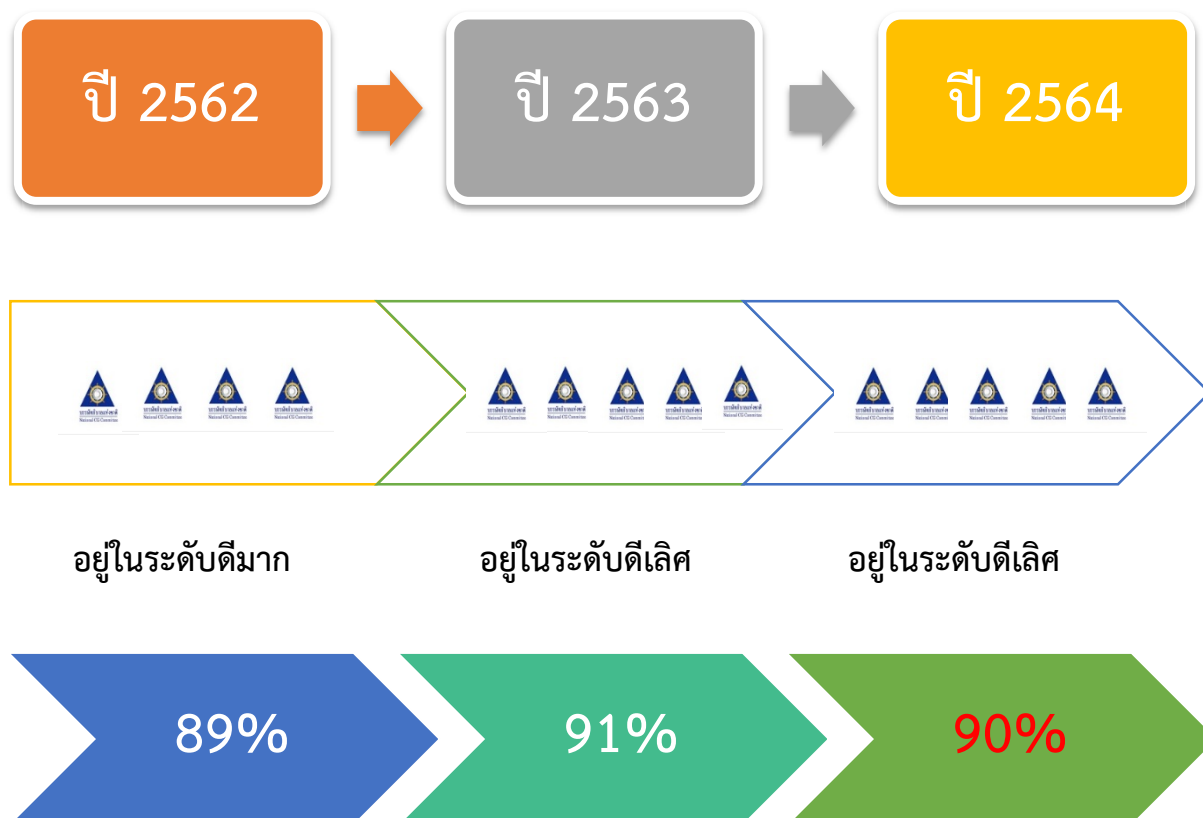 ปี 2562
ปี 2563
ปี 2564
อยู่ในระดับดีมาก
อยู่ในระดับดีเลิศ
อยู่ในระดับดีเลิศ
89%
91%
90%